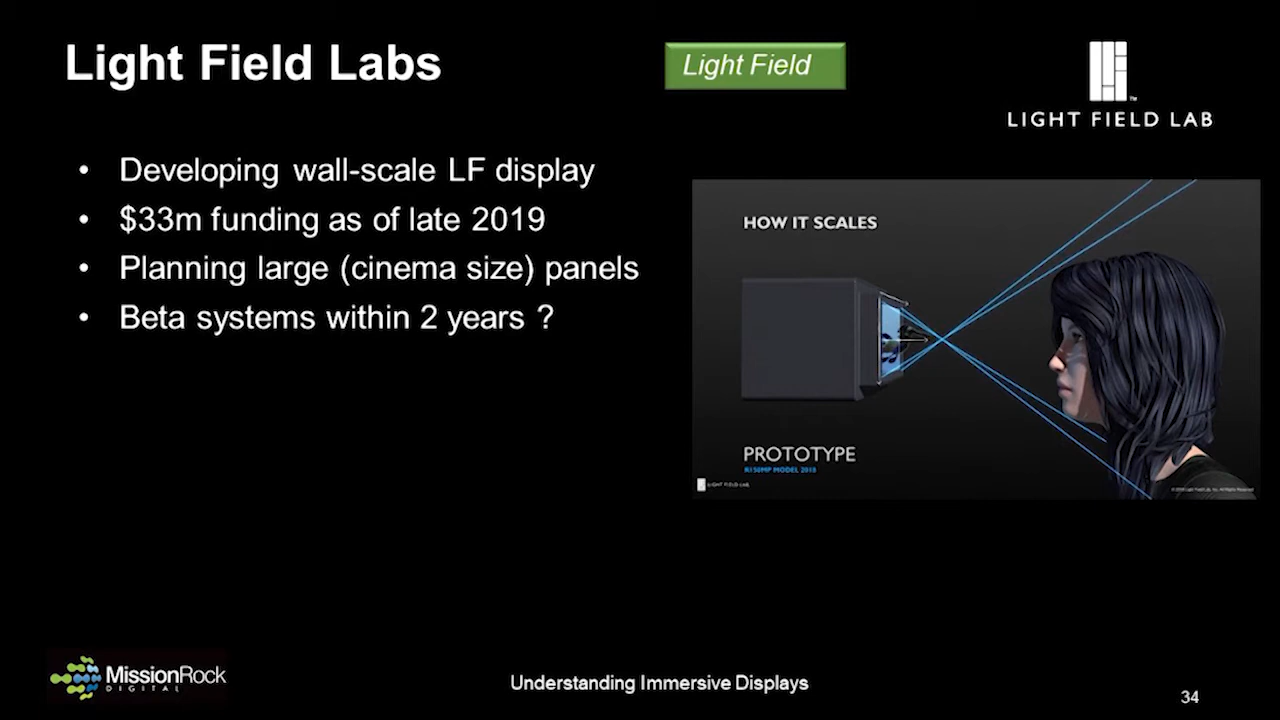 Light Field Labs
Light Field
LIGHT FIELD LAB
• Developing wall-scale LF display
• $33m funding as of late 2019
• Planning large (cinema size) panels
• Beta systems within 2 years ?
HOW IT SCALES
PROTOTYPE
MODEL 2018
LIGHT FIELD LAB
MissionRock
DIGITAL
Understanding Immersive Displays
34